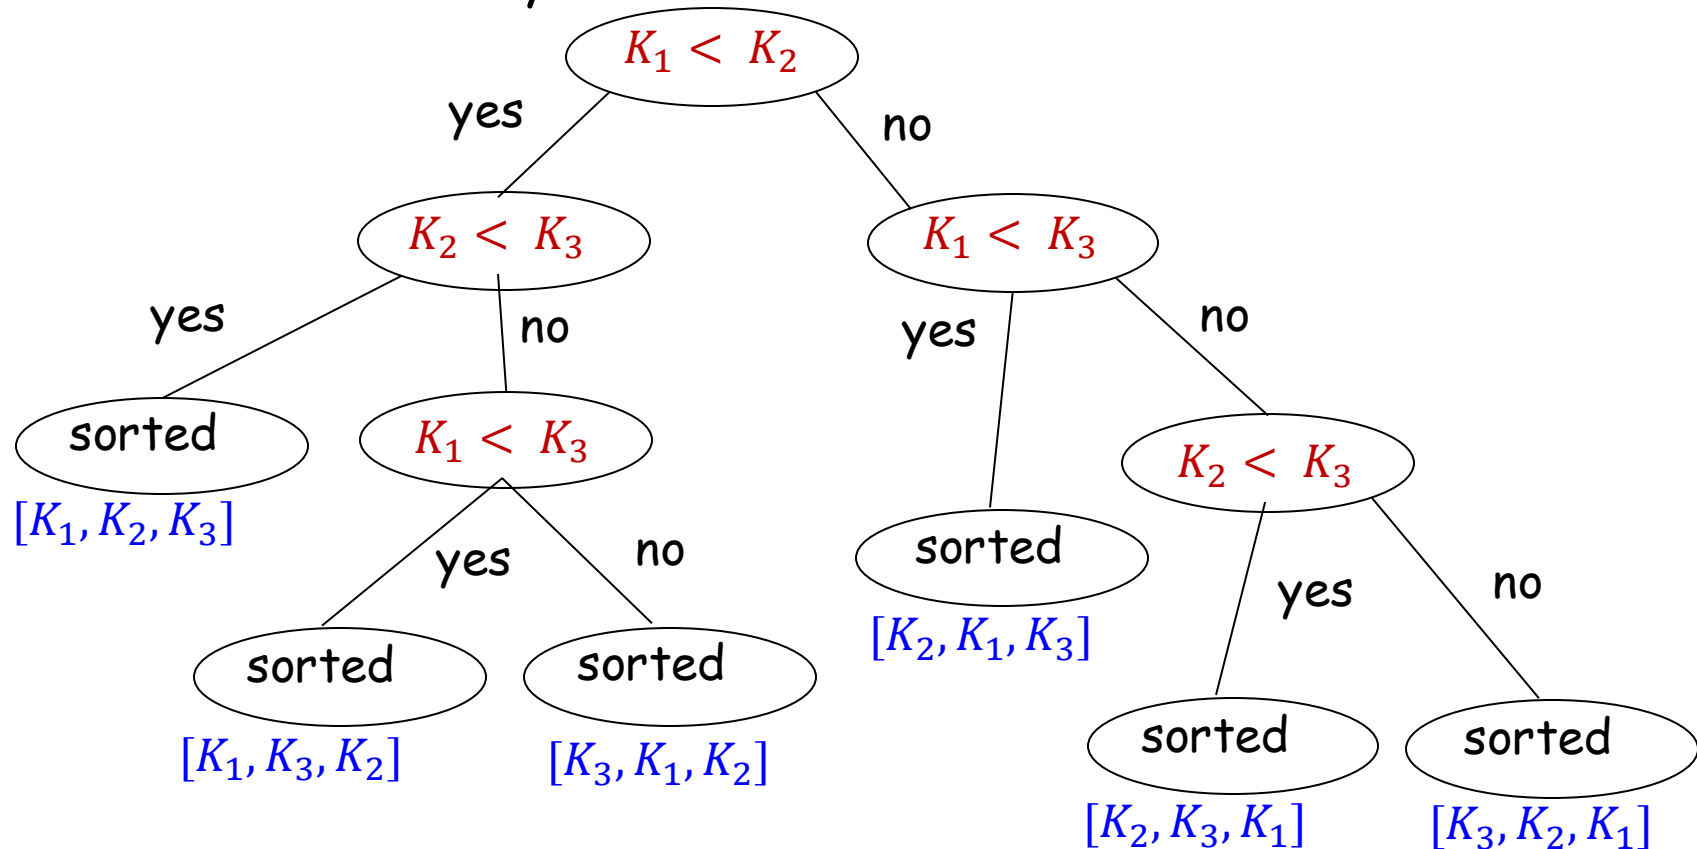 K₁ < K₂
yes
no
K₂ < K₃
K₁ < K₃
yes
no
yes
no
sorted
K₁ < K₃
K₂ < K₃
[K₁, K₂, K₃]
yes
no
sorted
yes
no
[K₂, K₁, K₃]
sorted
sorted
sorted
sorted
[K₁, K₃, K₂]
[K₃, K₁, K₂]
[K₂, K₃, K₁]
[K₃, K₂, K₁]